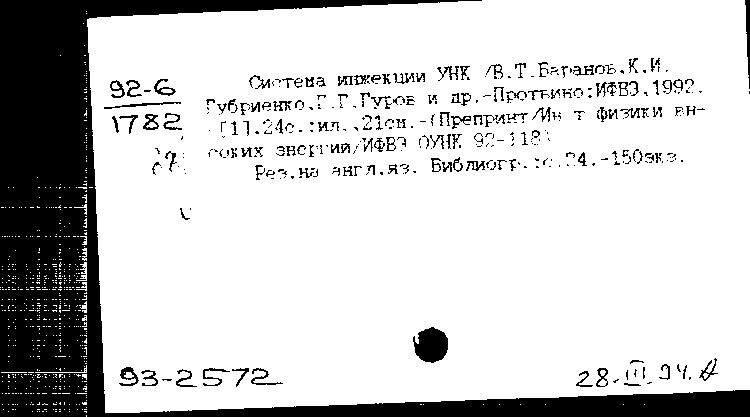 92-6
1782
Система инжекции УНК /В.Т.Баранов,К.И.
Губриенко,Г.Г.Гуров и др.-Протвино:ИФВЭ,1992.
-[1],24с.:ил.,21см.-(Препринт/Ин-т физики вы-
соких энергий/ИФВЭ ОУНК 92-118)
Рез.на англ.яз. Библиогр.:с.24.-150экз.
93-2572
28.III.94.